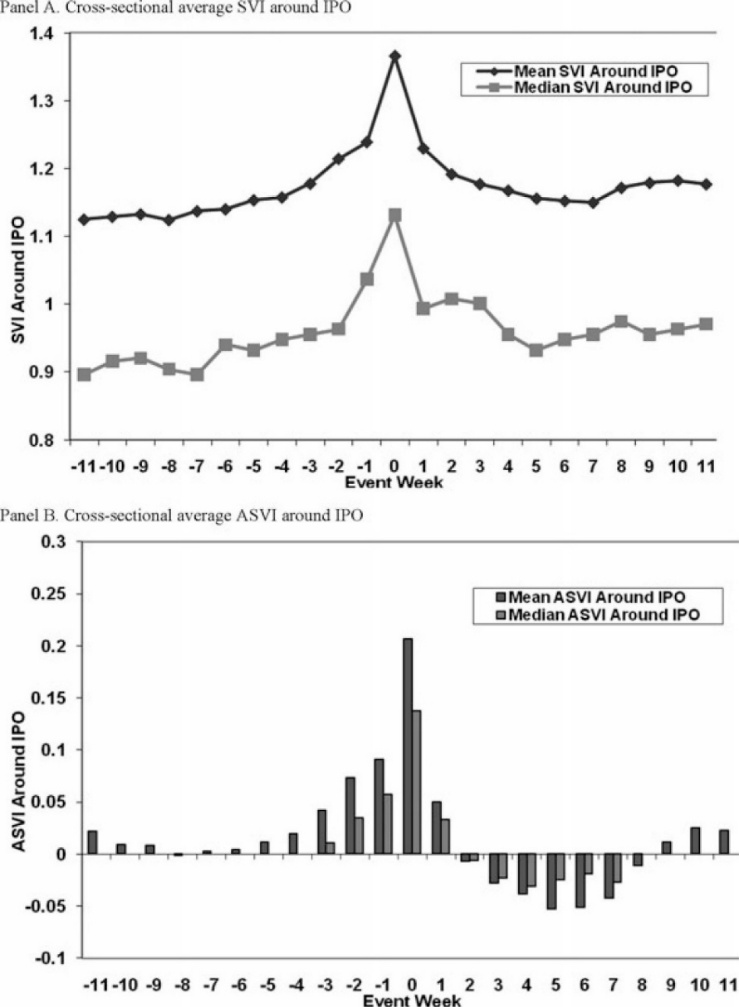 Panel A. Cross-sectional average SVI around IPO
1.4
1.3
1.2
1.1
1
0.9
0.8
SVI Around IPO
Mean SVI Around IPO
Median SVI Around IPO
-11 -10 -9 -8 -7 -6 -5 -4 -3 -2 -1 0 1 2 3 4 5 6 7 8 9 10 11
Event Week
Panel B. Cross-sectional average ASVI around IPO
0.3
0.25
0.2
0.15
0.1
0.05
0
-0.05
-0.1
ASVI Around IPO
Mean ASVI Around IPO
Median ASVI Around IPO
-11 -10 -9 -8 -7 -6 -5 -4 -3 -2 -1 0 1 2 3 4 5 6 7 8 9 10 11
Event Week